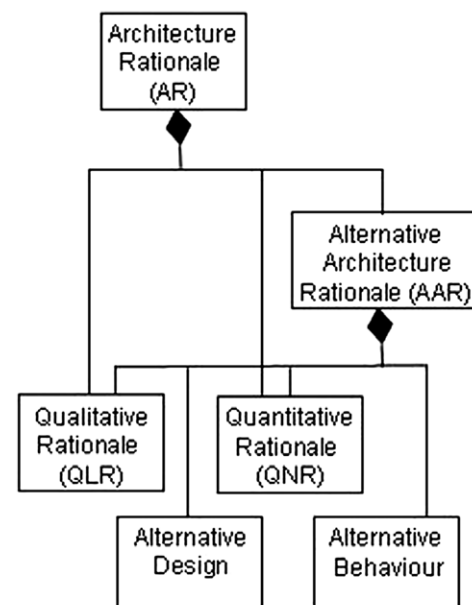 Architecture
Rationale
(AR)
Alternative
Architecture
Rationale (AAR)
Qualitative
Rationale
(QLR)
Quantitative
Rationale
(QNR)
Alternative
Design
Alternative
Behaviour